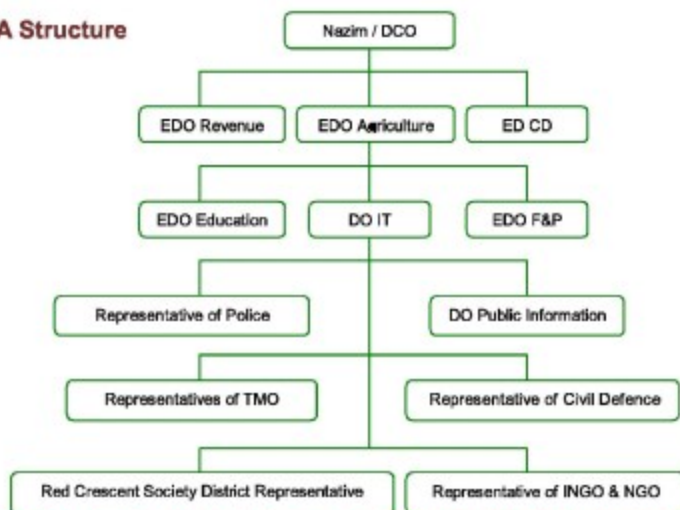 A Structure
Nazim / DCO
EDO Revenue
EDO Agriculture
ED CD
EDO Education
DO IT
EDO F&P
Representative of Police
DO Public Information
Representatives of TMO
Representative of Civil Defence
Red Crescent Society District Representative
Representative of INGO & NGO